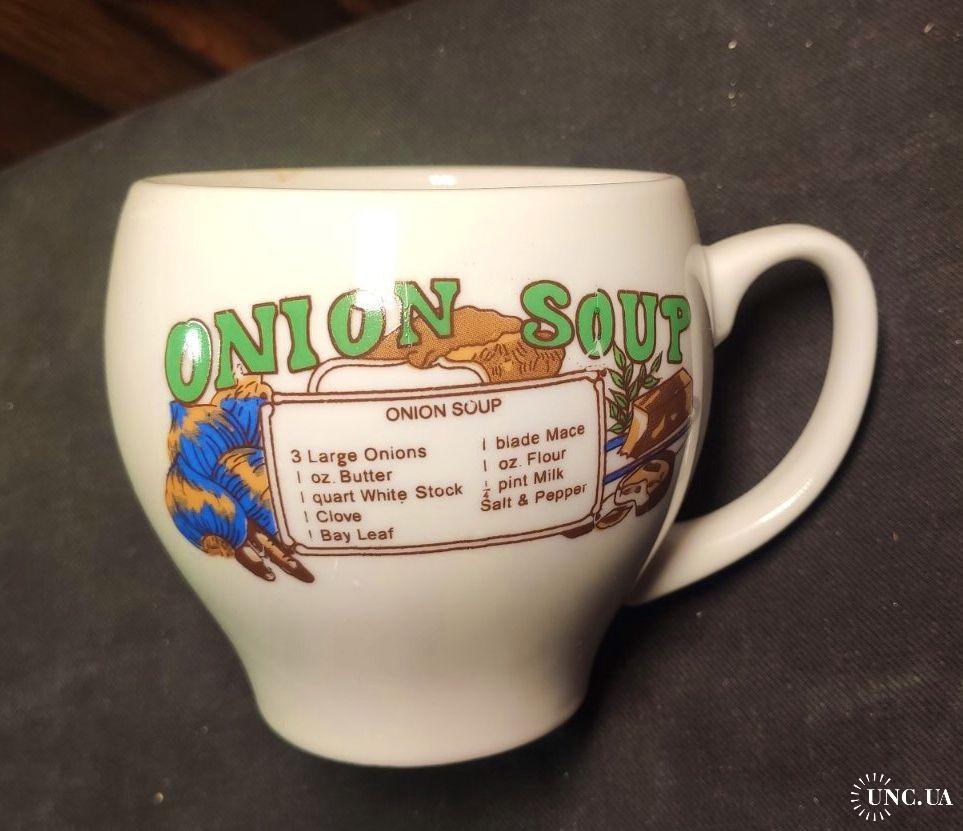 ONION SOUP
ONION SOUP
3 Large Onions
1 oz. Butter
1 quart White Stock
1 Clove
1 Bay Leaf
1 blade Mace
1 oz. Flour
1/4 pint Milk
Salt & Pepper
UNC.UA